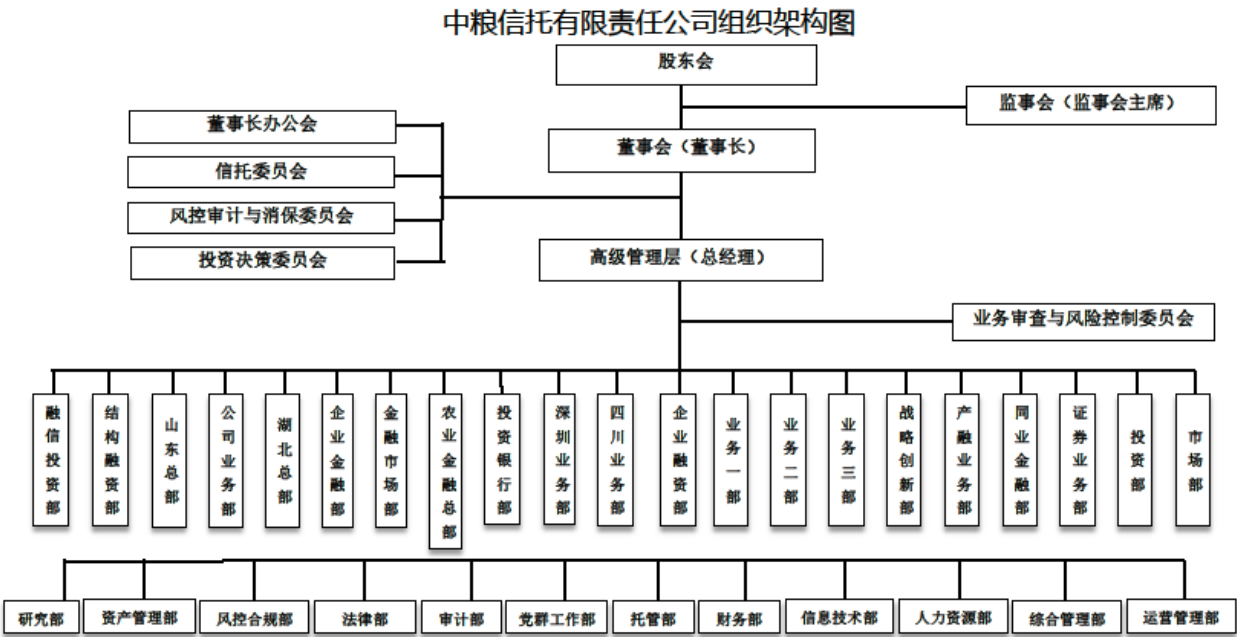 中粮信托有限责任公司组织架构图
股东会
监事会（监事会主席）
董事长办公会
董事会（董事长）
信托委员会
风控审计与消保委员会
投资决策委员会
高级管理层（总经理）
业务审查与风险控制委员会
融信投资部
结构融资部
山东总部
公司业务部
湖北总部
企业金融部
金融市场部
农业金融总部
投资银行部
深圳业务部
四川业务部
企业融资部
业务一部
业务二部
业务三部
战略创新部
产融业务部
同业金融部
证券业务部
投资部
市场部
研究部
资产管理部
风控合规部
法律部
审计部
党群工作部
托管部
财务部
信息技术部
人力资源部
综合管理部
运营管理部